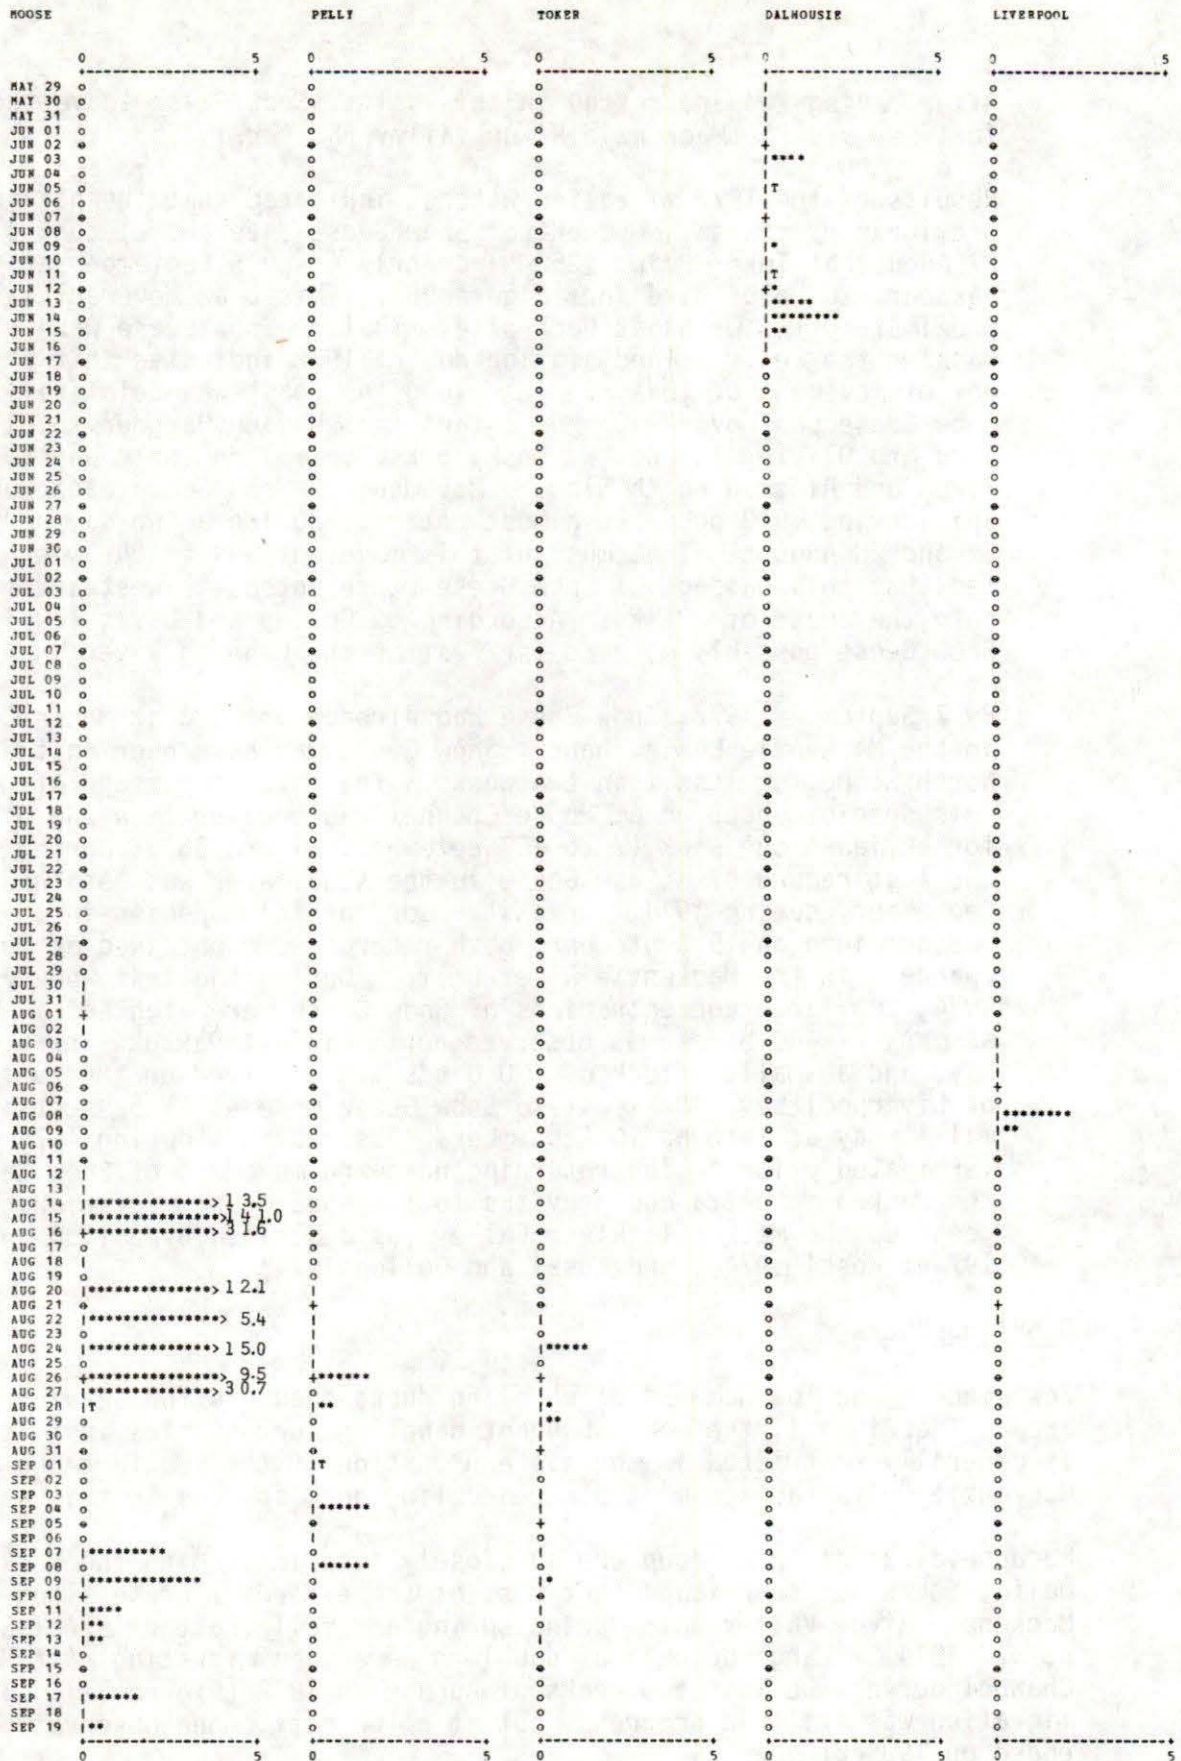 MOOSE PELLY TOKER DALHOUSIE LIVERPOOL
0 5 0 5 0 5 0 5 0 5
MAY 29
MAY 30
MAY 31
JUN 01
JUN 02
JUN 03 ****
JUN 04
JUN 05 T
JUN 06
JUN 07
JUN 08
JUN 09 *
JUN 10
JUN 11 T
JUN 12
JUN 13 *****
JUN 14 ********
JUN 15 **
JUN 16
JUN 17
JUN 18
JUN 19
JUN 20
JUN 21
JUN 22
JUN 23
JUN 24
JUN 25
JUN 26
JUN 27
JUN 28
JUN 29
JUN 30
JUL 01
JUL 02
JUL 03
JUL 04
JUL 05
JUL 06
JUL 07
JUL 08
JUL 09
JUL 10
JUL 11
JUL 12
JUL 13
JUL 14
JUL 15
JUL 16
JUL 17
JUL 18
JUL 19
JUL 20
JUL 21
JUL 22
JUL 23
JUL 24
JUL 25
JUL 26
JUL 27
JUL 28
JUL 29
JUL 30
JUL 31
AUG 01
AUG 02
AUG 03
AUG 04
AUG 05
AUG 06
AUG 07
AUG 08 ********
AUG 09 **
AUG 10
AUG 11
AUG 12
AUG 13
AUG 14 ***************> 1 3.5
AUG 15 ****************> 1 4 1.0
AUG 16 ***************> 3 1.6
AUG 17
AUG 18
AUG 19
AUG 20 ***************> 1 2.1
AUG 21
AUG 22 ****************> 5.4
AUG 23
AUG 24 ***************> 1 5.0 *****
AUG 25
AUG 26 ****************> 9.5 ******
AUG 27 ***************> 3 0.7
AUG 28 T ** *
AUG 29 **
AUG 30
AUG 31
SEP 01 T
SEP 02
SEP 03
SEP 04 ******
SEP 05
SEP 06
SEP 07 *********
SEP 08 ******
SEP 09 ************* *
SEP 10
SEP 11 ****
SEP 12 **
SEP 13 **
SEP 14
SEP 15
SEP 16
SEP 17 ******
SEP 18
SEP 19 **
0 5 0 5 0 5 0 5 0 5